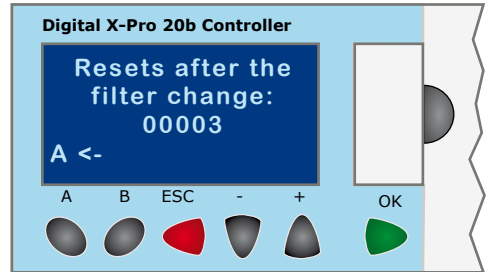 Digital X-Pro 20b Controller
Resets after the
filter change:
00003
A <-
A B ESC - + OK